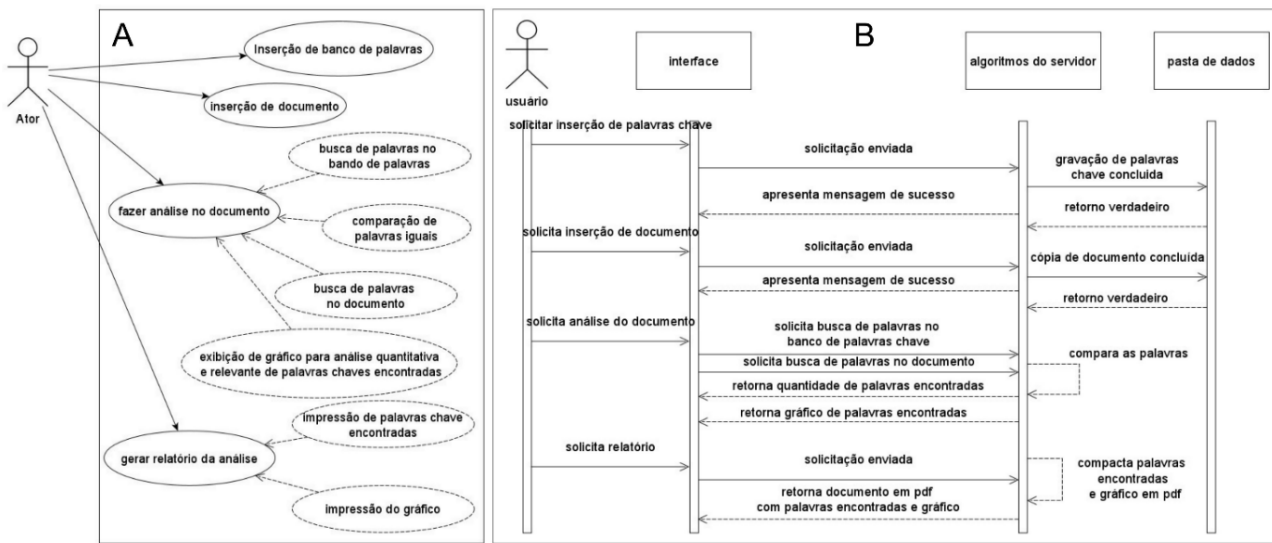 A
Inserção de banco de palavras
inserção de documento
Ator
busca de palavras no
bando de palavras
fazer análise no documento
comparação de
palavras iguais
busca de palavras
no documento
exibição de gráfico para análise quantitativa
e relevante de palavras chaves encontradas
impressão de palavras chave
encontradas
gerar relatório da análise
impressão do gráfico
B
usuário
interface
algoritmos do servidor
pasta de dados
solicitar inserção de palavras chave
solicitação enviada
gravação de palavras
chave concluída
apresenta mensagem de sucesso
retorno verdadeiro
solicita inserção de documento
solicitação enviada
cópia de documento concluída
apresenta mensagem de sucesso
retorno verdadeiro
solicita análise do documento
solicita busca de palavras no
banco de palavras chave
solicita busca de palavras no documento
compara as palavras
retorna quantidade de palavras encontradas
retorna gráfico de palavras encontradas
solicita relatório
solicitação enviada
compacta palavras
encontradas
e gráfico em pdf
retorna documento em pdf
com palavras encontradas e gráfico